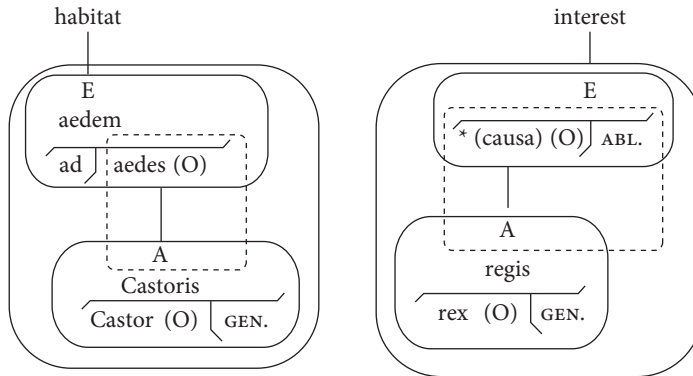 habitat
E
aedem
ad aedes (O)
A
Castoris
Castor (O) GEN.
interest
E
* (causa) (O) ABL.
A
regis
rex (O) GEN.